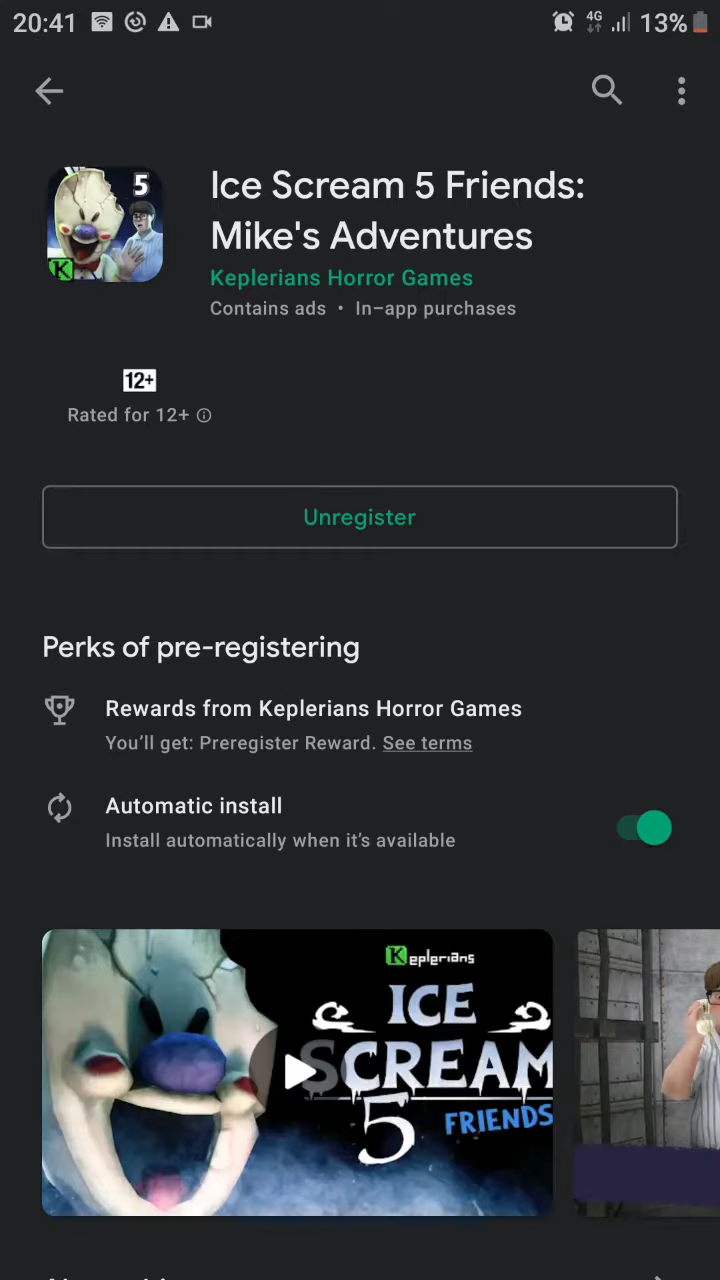 20:41
4G
13%
5
K
Ice Scream 5 Friends:
Mike's Adventures
Keplerians Horror Games
Contains ads • In-app purchases
12+
Rated for 12+
Unregister
Perks of pre-registering
Rewards from Keplerians Horror Games
You'll get: Preregister Reward. See terms
Automatic install
Install automatically when it's available
Keplerians
ICE
SCREAM
5 FRIENDS